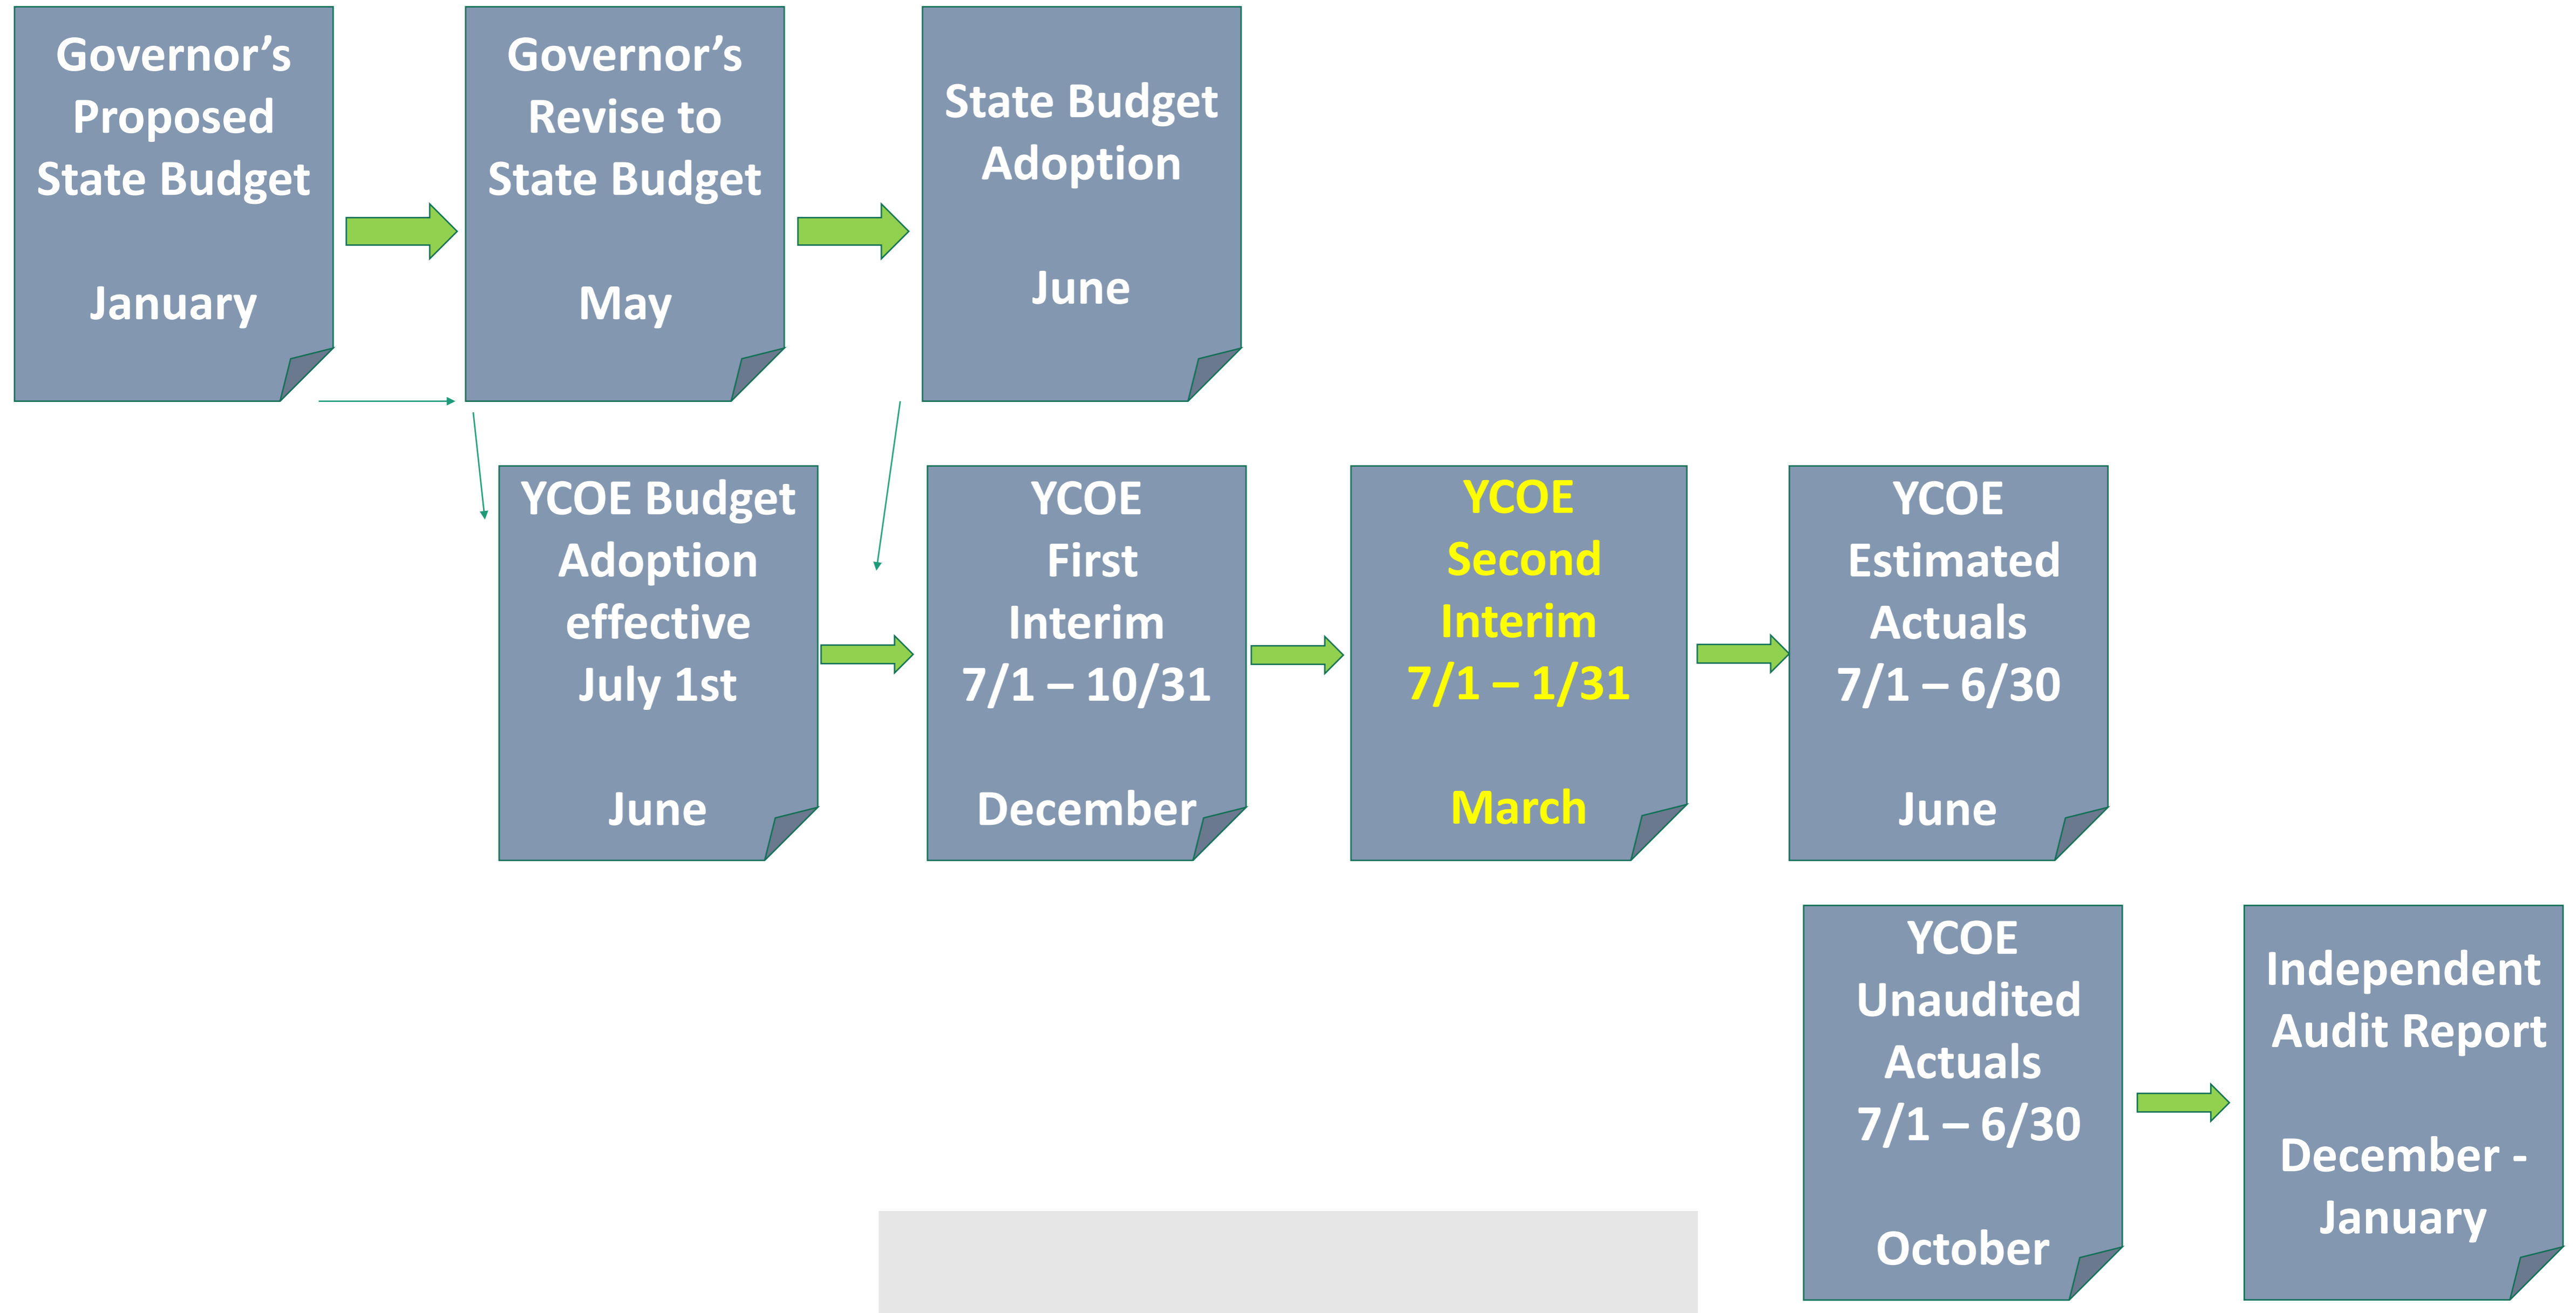 Governor’s
Proposed
State Budget
January
Governor’s
Revise to
State Budget
May
State Budget
Adoption
June
YCOE Budget
Adoption
effective
July 1st
June
YCOE
First
Interim
7/1 – 10/31
December
YCOE
Second
Interim
7/1 – 1/31
March
YCOE
Estimated
Actuals
7/1 – 6/30
June
YCOE
Unaudited
Actuals
7/1 – 6/30
October
Independent
Audit Report
December -
January